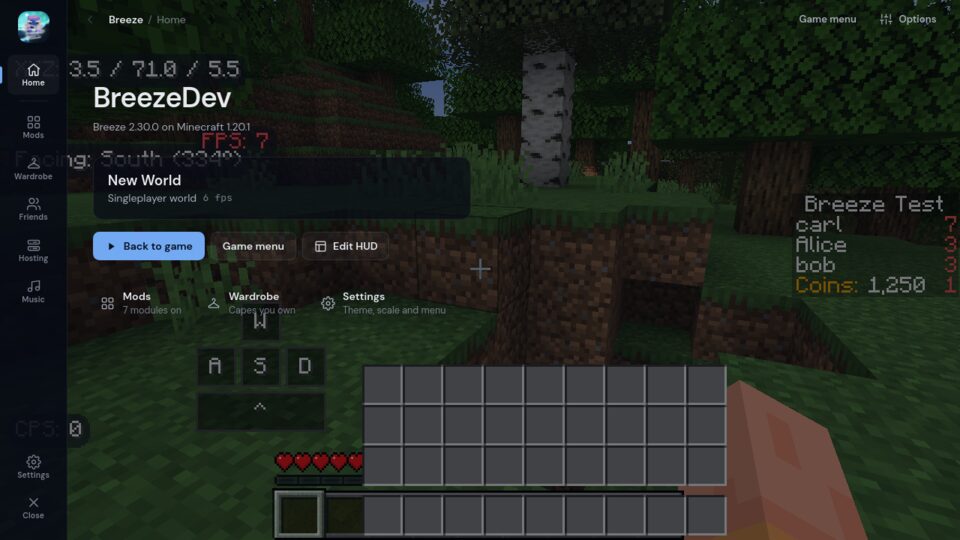 Breeze / Home
Game menu
Options
Home
Mods
Wardrobe
Friends
Hosting
Music
Settings
Close
3.5 / 71.0 / 5.5
BreezeDev
Breeze 2.30.0 on Minecraft 1.20.1
FPS: 7
Facing: South (334°)
New World
Singleplayer world 6 fps
Back to game
Game menu
Edit HUD
Mods
7 modules on
Wardrobe
Capes you own
Settings
Theme, scale and menu
W
A S D
^
CPS: 0
Breeze Test
carl 7
Alice 3
bob 3
Coins: 1,250 1